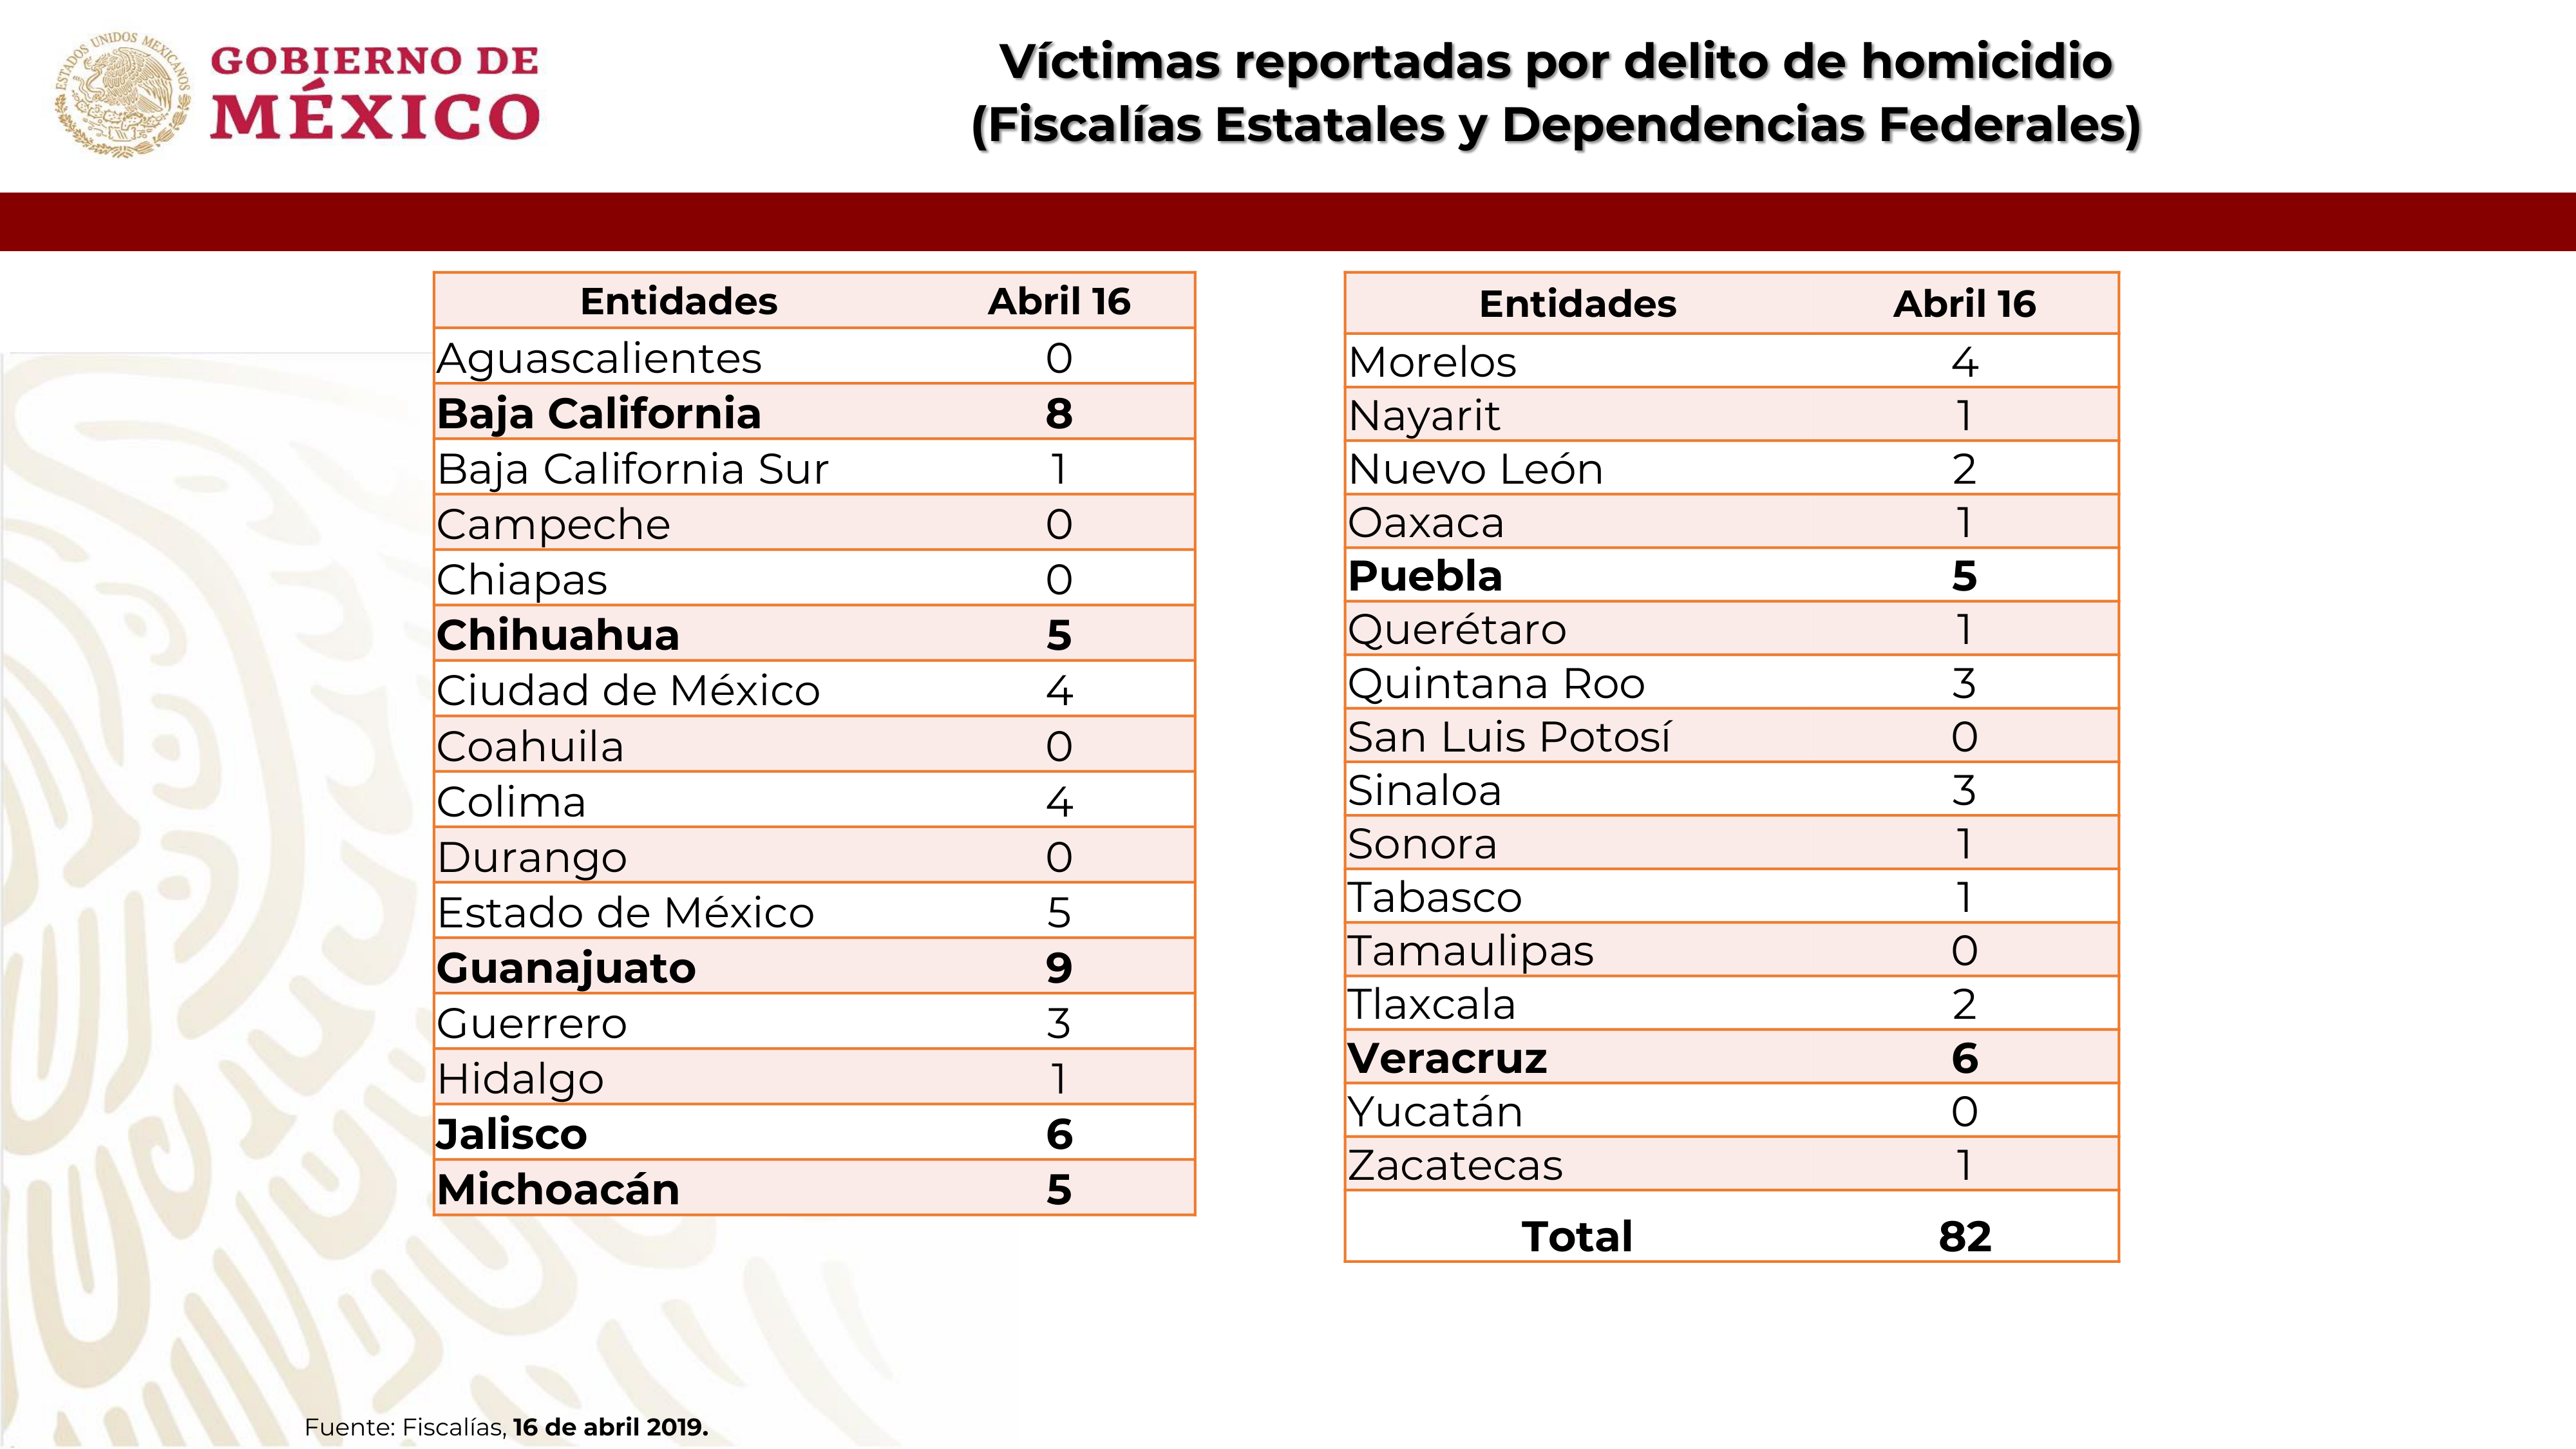 ESTADOS UNIDOS MEXICANOS
GOBIERNO DE
MÉXICO
Víctimas reportadas por delito de homicidio
(Fiscalías Estatales y Dependencias Federales)
Entidades Abril 16
Aguascalientes 0
Baja California 8
Baja California Sur 1
Campeche 0
Chiapas 0
Chihuahua 5
Ciudad de México 4
Coahuila 0
Colima 4
Durango 0
Estado de México 5
Guanajuato 9
Guerrero 3
Hidalgo 1
Jalisco 6
Michoacán 5
Entidades Abril 16
Morelos 4
Nayarit 1
Nuevo León 2
Oaxaca 1
Puebla 5
Querétaro 1
Quintana Roo 3
San Luis Potosí 0
Sinaloa 3
Sonora 1
Tabasco 1
Tamaulipas 0
Tlaxcala 2
Veracruz 6
Yucatán 0
Zacatecas 1
Total 82
Fuente: Fiscalías, 16 de abril 2019.